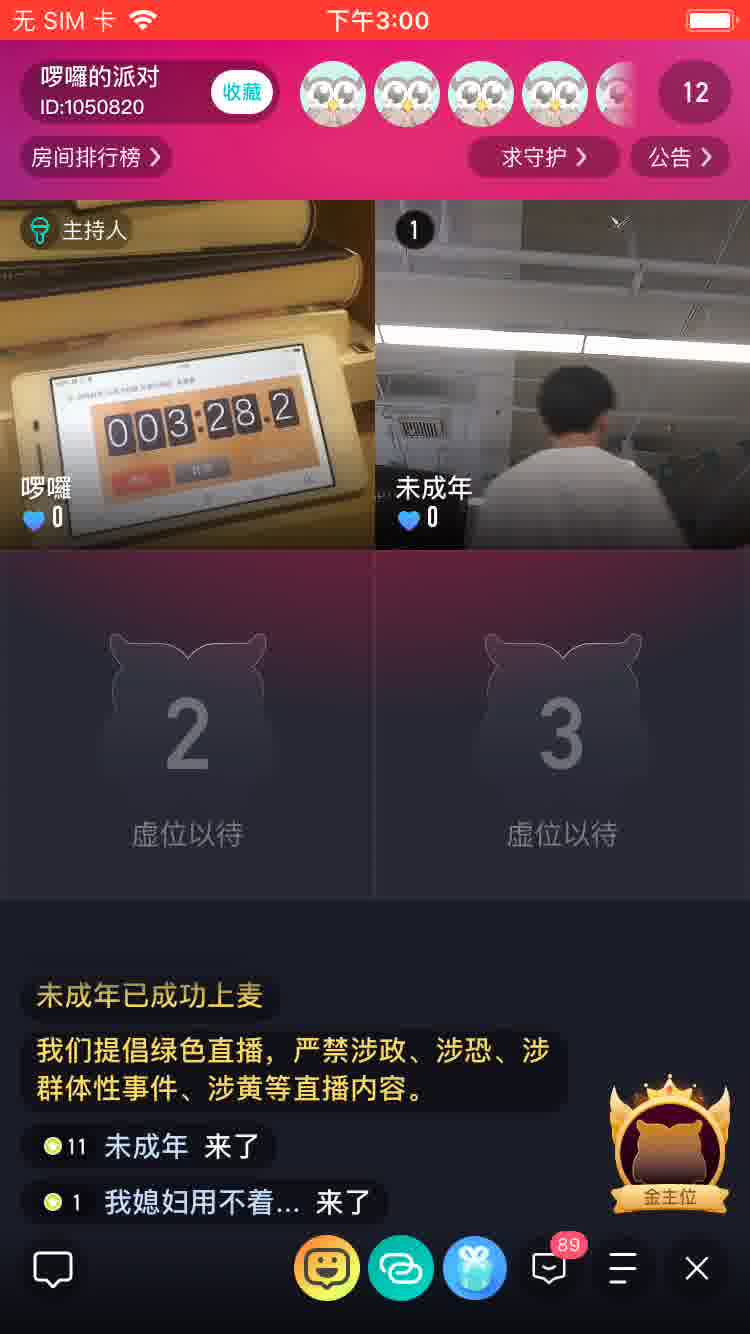 无 SIM 卡
下午3:00
啰囉的派对
ID:1050820
收藏
12
房间排行榜
求守护
公告
主持人
1
003:28.2
啰囉
0
未成年
0
2
3
虚位以待
虚位以待
未成年已成功上麦
我们提倡绿色直播，严禁涉政、涉恐、涉
群体性事件、涉黄等直播内容。
11 未成年 来了
1 我媳妇用不着... 来了
金主位
89